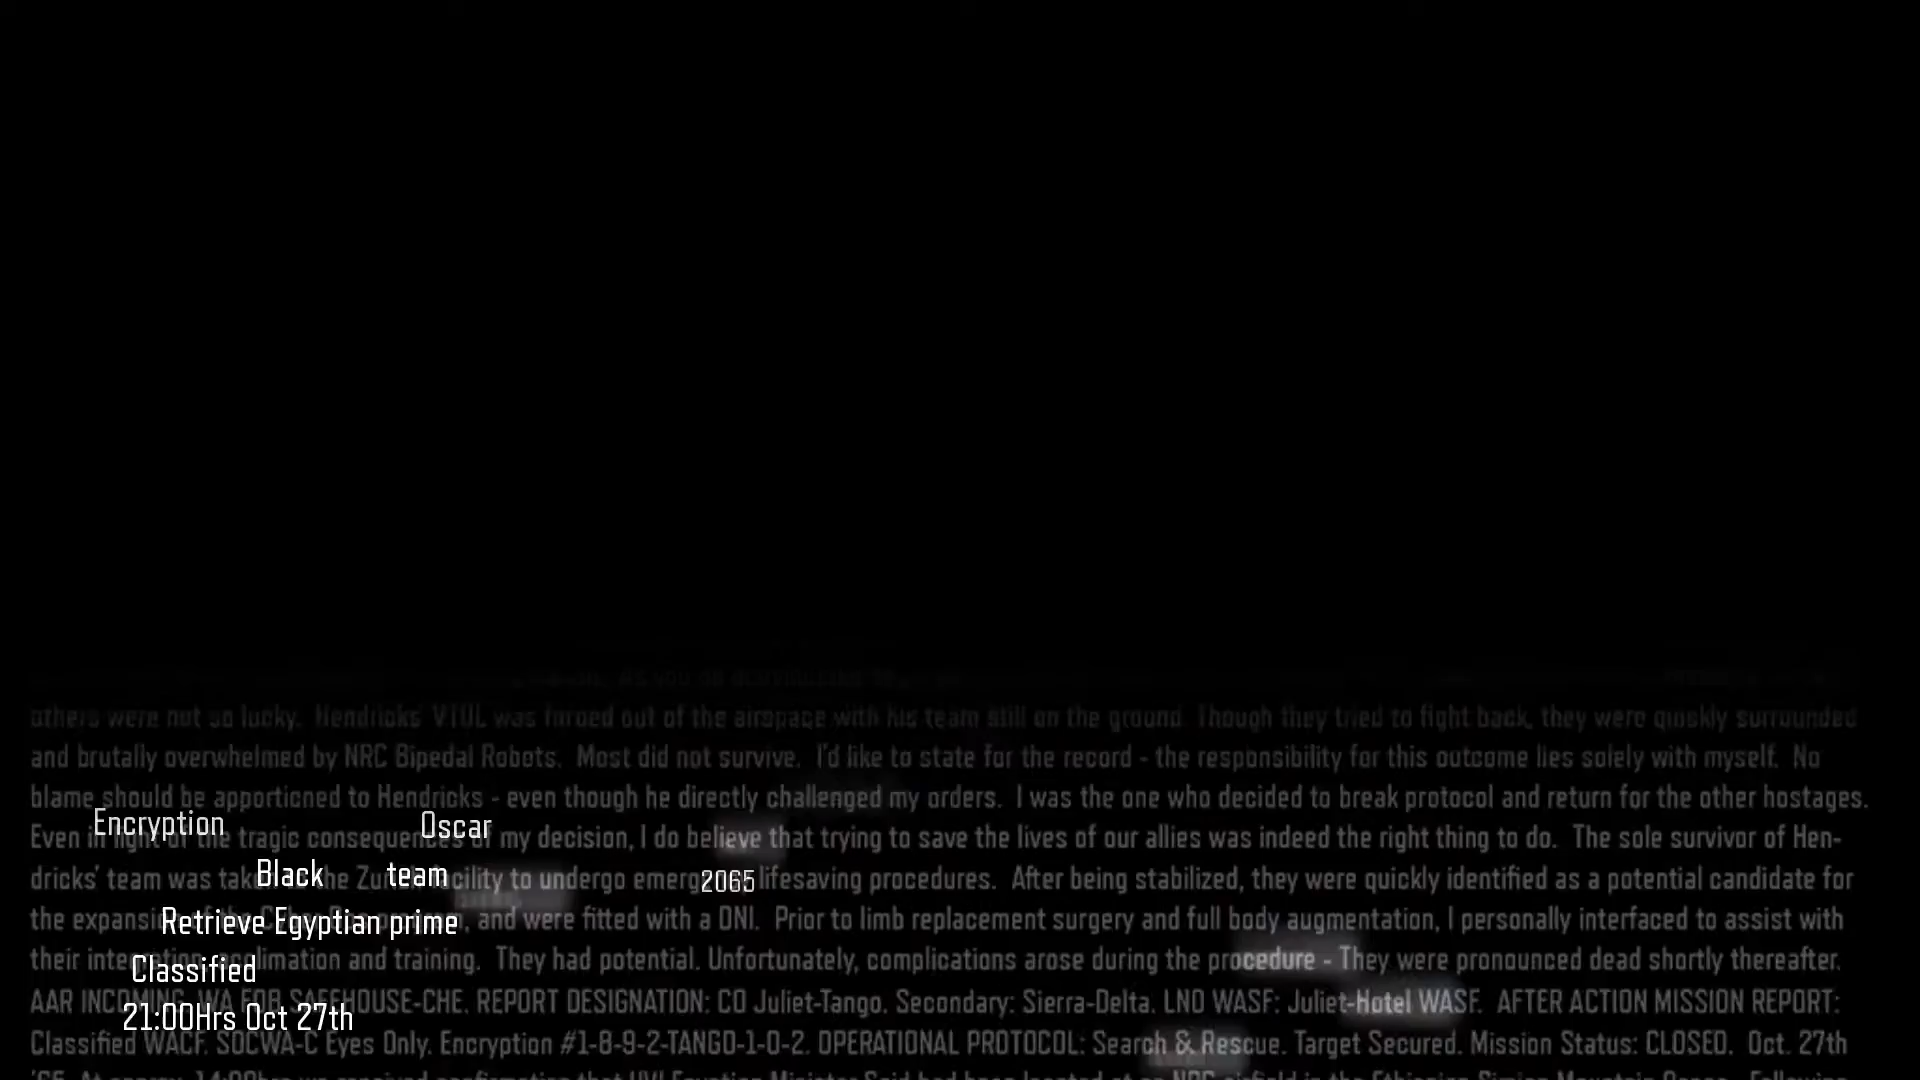 others were not so lucky. Hendricks' VTOL was forced out of the airspace with his team still on the ground. Though they tried to fight back, they were quickly surrounded
and brutally overwhelmed by NRC Bipedal Robots. Most did not survive. I'd like to state for the record - the responsibility for this outcome lies solely with myself. No
blame should be apportioned to Hendricks - even though he directly challenged my orders. I was the one who decided to break protocol and return for the other hostages.
Encryption Oscar
Even in light of the tragic consequences of my decision, I do believe that trying to save the lives of our allies was indeed the right thing to do. The sole survivor of Hen-
Black team 2065
dricks' team was the facility to undergo lifesaving procedures. After being stabilized, they were quickly identified as a potential candidate for
Retrieve Egyptian prime
the of the and were fitted with a DNI. Prior to limb replacement surgery and full body augmentation, I personally interfaced to assist with
Classified
their and training. They had potential. Unfortunately, complications arose during the procedure - They were pronounced dead shortly thereafter.
AAR INCOMING WA FOB SAFEHOUSE-CHE. REPORT DESIGNATION: CO Juliet-Tango. Secondary: Sierra-Delta. LNO WASF: Juliet-Hotel WASF. AFTER ACTION MISSION REPORT:
21:00Hrs Oct 27th
Classified WACF. SOCWA-C Eyes Only. Encryption #1-8-9-2-TANGO-1-0-2. OPERATIONAL PROTOCOL: Search & Rescue. Target Secured. Mission Status: CLOSED. Oct. 27th